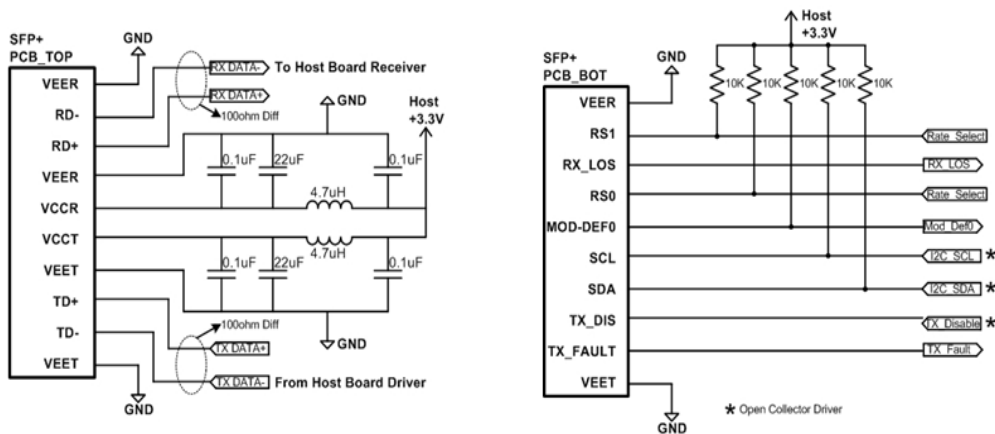 SFP+
PCB_TOP
GND
VEER
RD-
RD+
VEER
VCCR
VCCT
VEET
TD+
TD-
VEET
GND
RX DATA-
To Host Board Receiver
RX DATA+
100ohm Diff
GND
Host
+3.3V
0.1uF
22uF
0.1uF
4.7uH
4.7uH
0.1uF
22uF
0.1uF
100ohm Diff
GND
TX DATA+
TX DATA-
From Host Board Driver
SFP+
PCB_BOT
GND
Host
+3.3V
10K
10K
10K
10K
10K
VEER
RS1
RX_LOS
RS0
MOD-DEF0
SCL
SDA
TX_DIS
TX_FAULT
VEET
GND
Rate_Select
RX_LOS
Rate_Select
Mod_Def0
I2C_SCL *
I2C_SDA *
TX_Disable *
TX_Fault
* Open Collector Driver